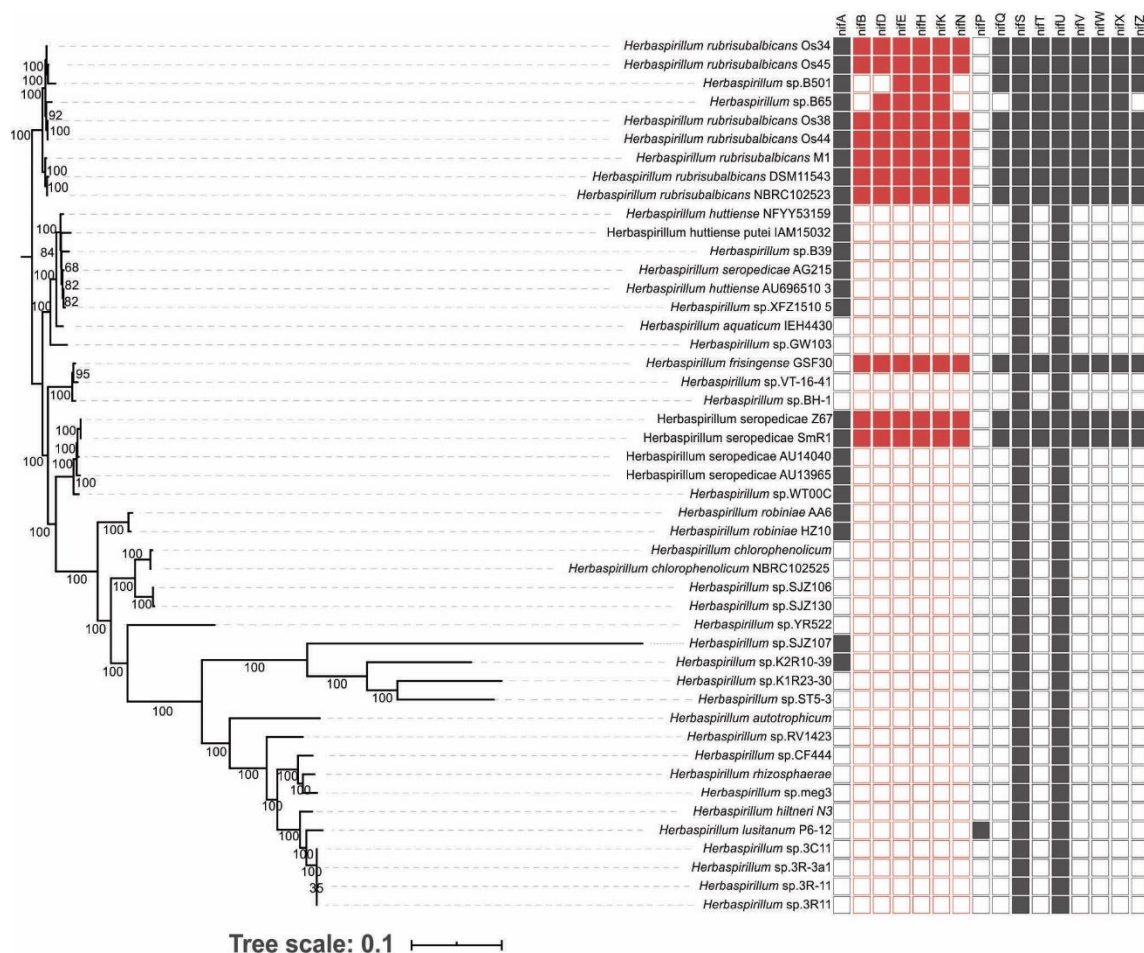 nifA nifB nifD nifE nifH nifK nifN nifP nifQ nifS nifT nifU nifV nifW nifX nifZ
Herbaspirillum rubrisubalbicans Os34
100 Herbaspirillum rubrisubalbicans Os45
100 Herbaspirillum sp.B501
100 Herbaspirillum sp.B65
92 Herbaspirillum rubrisubalbicans Os38
100 100 Herbaspirillum rubrisubalbicans Os44
Herbaspirillum rubrisubalbicans M1
100 Herbaspirillum rubrisubalbicans DSM11543
100 Herbaspirillum rubrisubalbicans NBRC102523
Herbaspirillum huttiense NFYY53159
Herbaspirillum huttiense putei IAM15032
84 Herbaspirillum sp.B39
100 68 Herbaspirillum seropedicae AG215
82 Herbaspirillum huttiense AU696510 3
100 82 Herbaspirillum sp.XFZ1510 5
Herbaspirillum aquaticum IEH4430
Herbaspirillum sp.GW103
Herbaspirillum frisingense GSF30
95 Herbaspirillum sp.VT-16-41
100 Herbaspirillum sp.BH-1
Herbaspirillum seropedicae Z67
100 Herbaspirillum seropedicae SmR1
100 Herbaspirillum seropedicae AU14040
100 100 Herbaspirillum seropedicae AU13965
100 Herbaspirillum sp.WT00C
Herbaspirillum robiniae AA6
100 100 Herbaspirillum robiniae HZ10
100 Herbaspirillum chlorophenolicum
Herbaspirillum chlorophenolicum NBRC102525
100 Herbaspirillum sp.SJZ106
100 100 Herbaspirillum sp.SJZ130
100 Herbaspirillum sp.YR522
Herbaspirillum sp.SJZ107
100 100 Herbaspirillum sp.K2R10-39
100 Herbaspirillum sp.K1R23-30
100 100 Herbaspirillum sp.ST5-3
Herbaspirillum autotrophicum
Herbaspirillum sp.RV1423
100 Herbaspirillum sp.CF444
100 100 Herbaspirillum rhizosphaerae
100 Herbaspirillum sp.meg3
100 Herbaspirillum hiltneri N3
100 Herbaspirillum lusitanum P6-12
100 Herbaspirillum sp.3C11
100 Herbaspirillum sp.3R-3a1
35 Herbaspirillum sp.3R-11
Herbaspirillum sp.3R11
Tree scale: 0.1